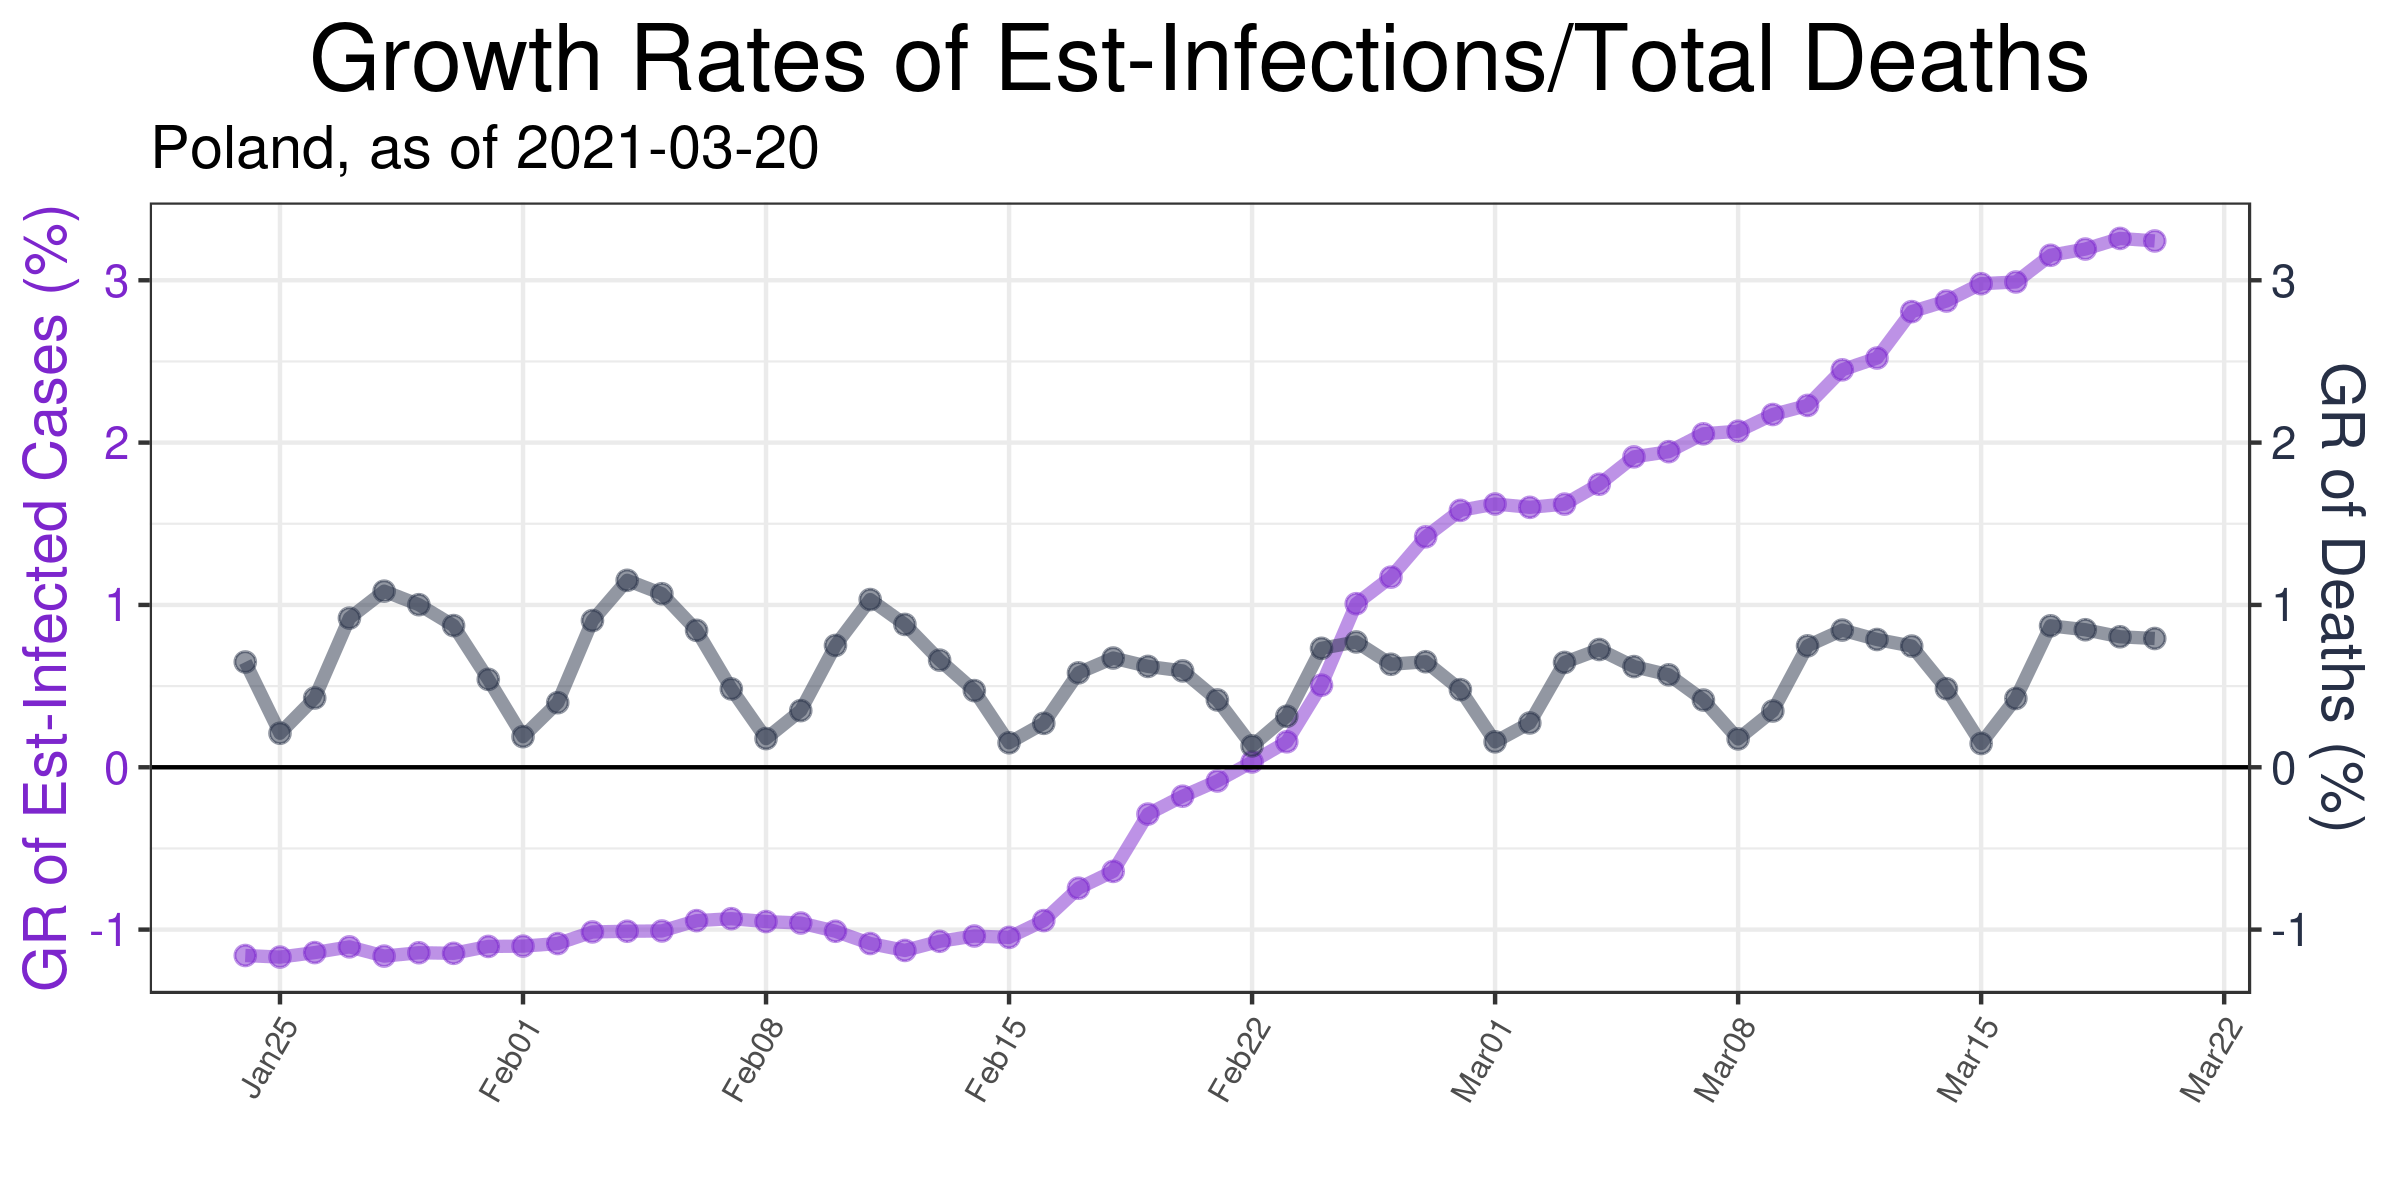 Growth Rates of Est-Infections/Total Deaths
Poland, as of 2021-03-20
GR of Est-Infected Cases (%)
3
2
1
0
-1
3
2
1
0
-1
GR of Deaths (%)
Jan25
Feb01
Feb08
Feb15
Feb22
Mar01
Mar08
Mar15
Mar22